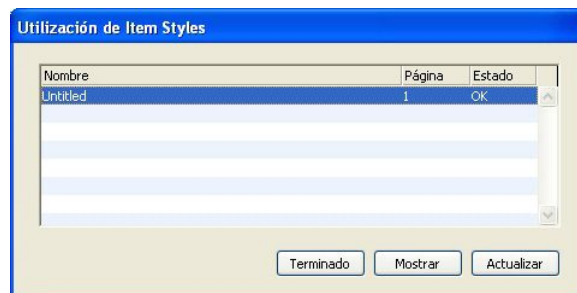 Utilización de Item Styles
Nombre Página Estado
Untitled 1 OK
Terminado Mostrar Actualizar